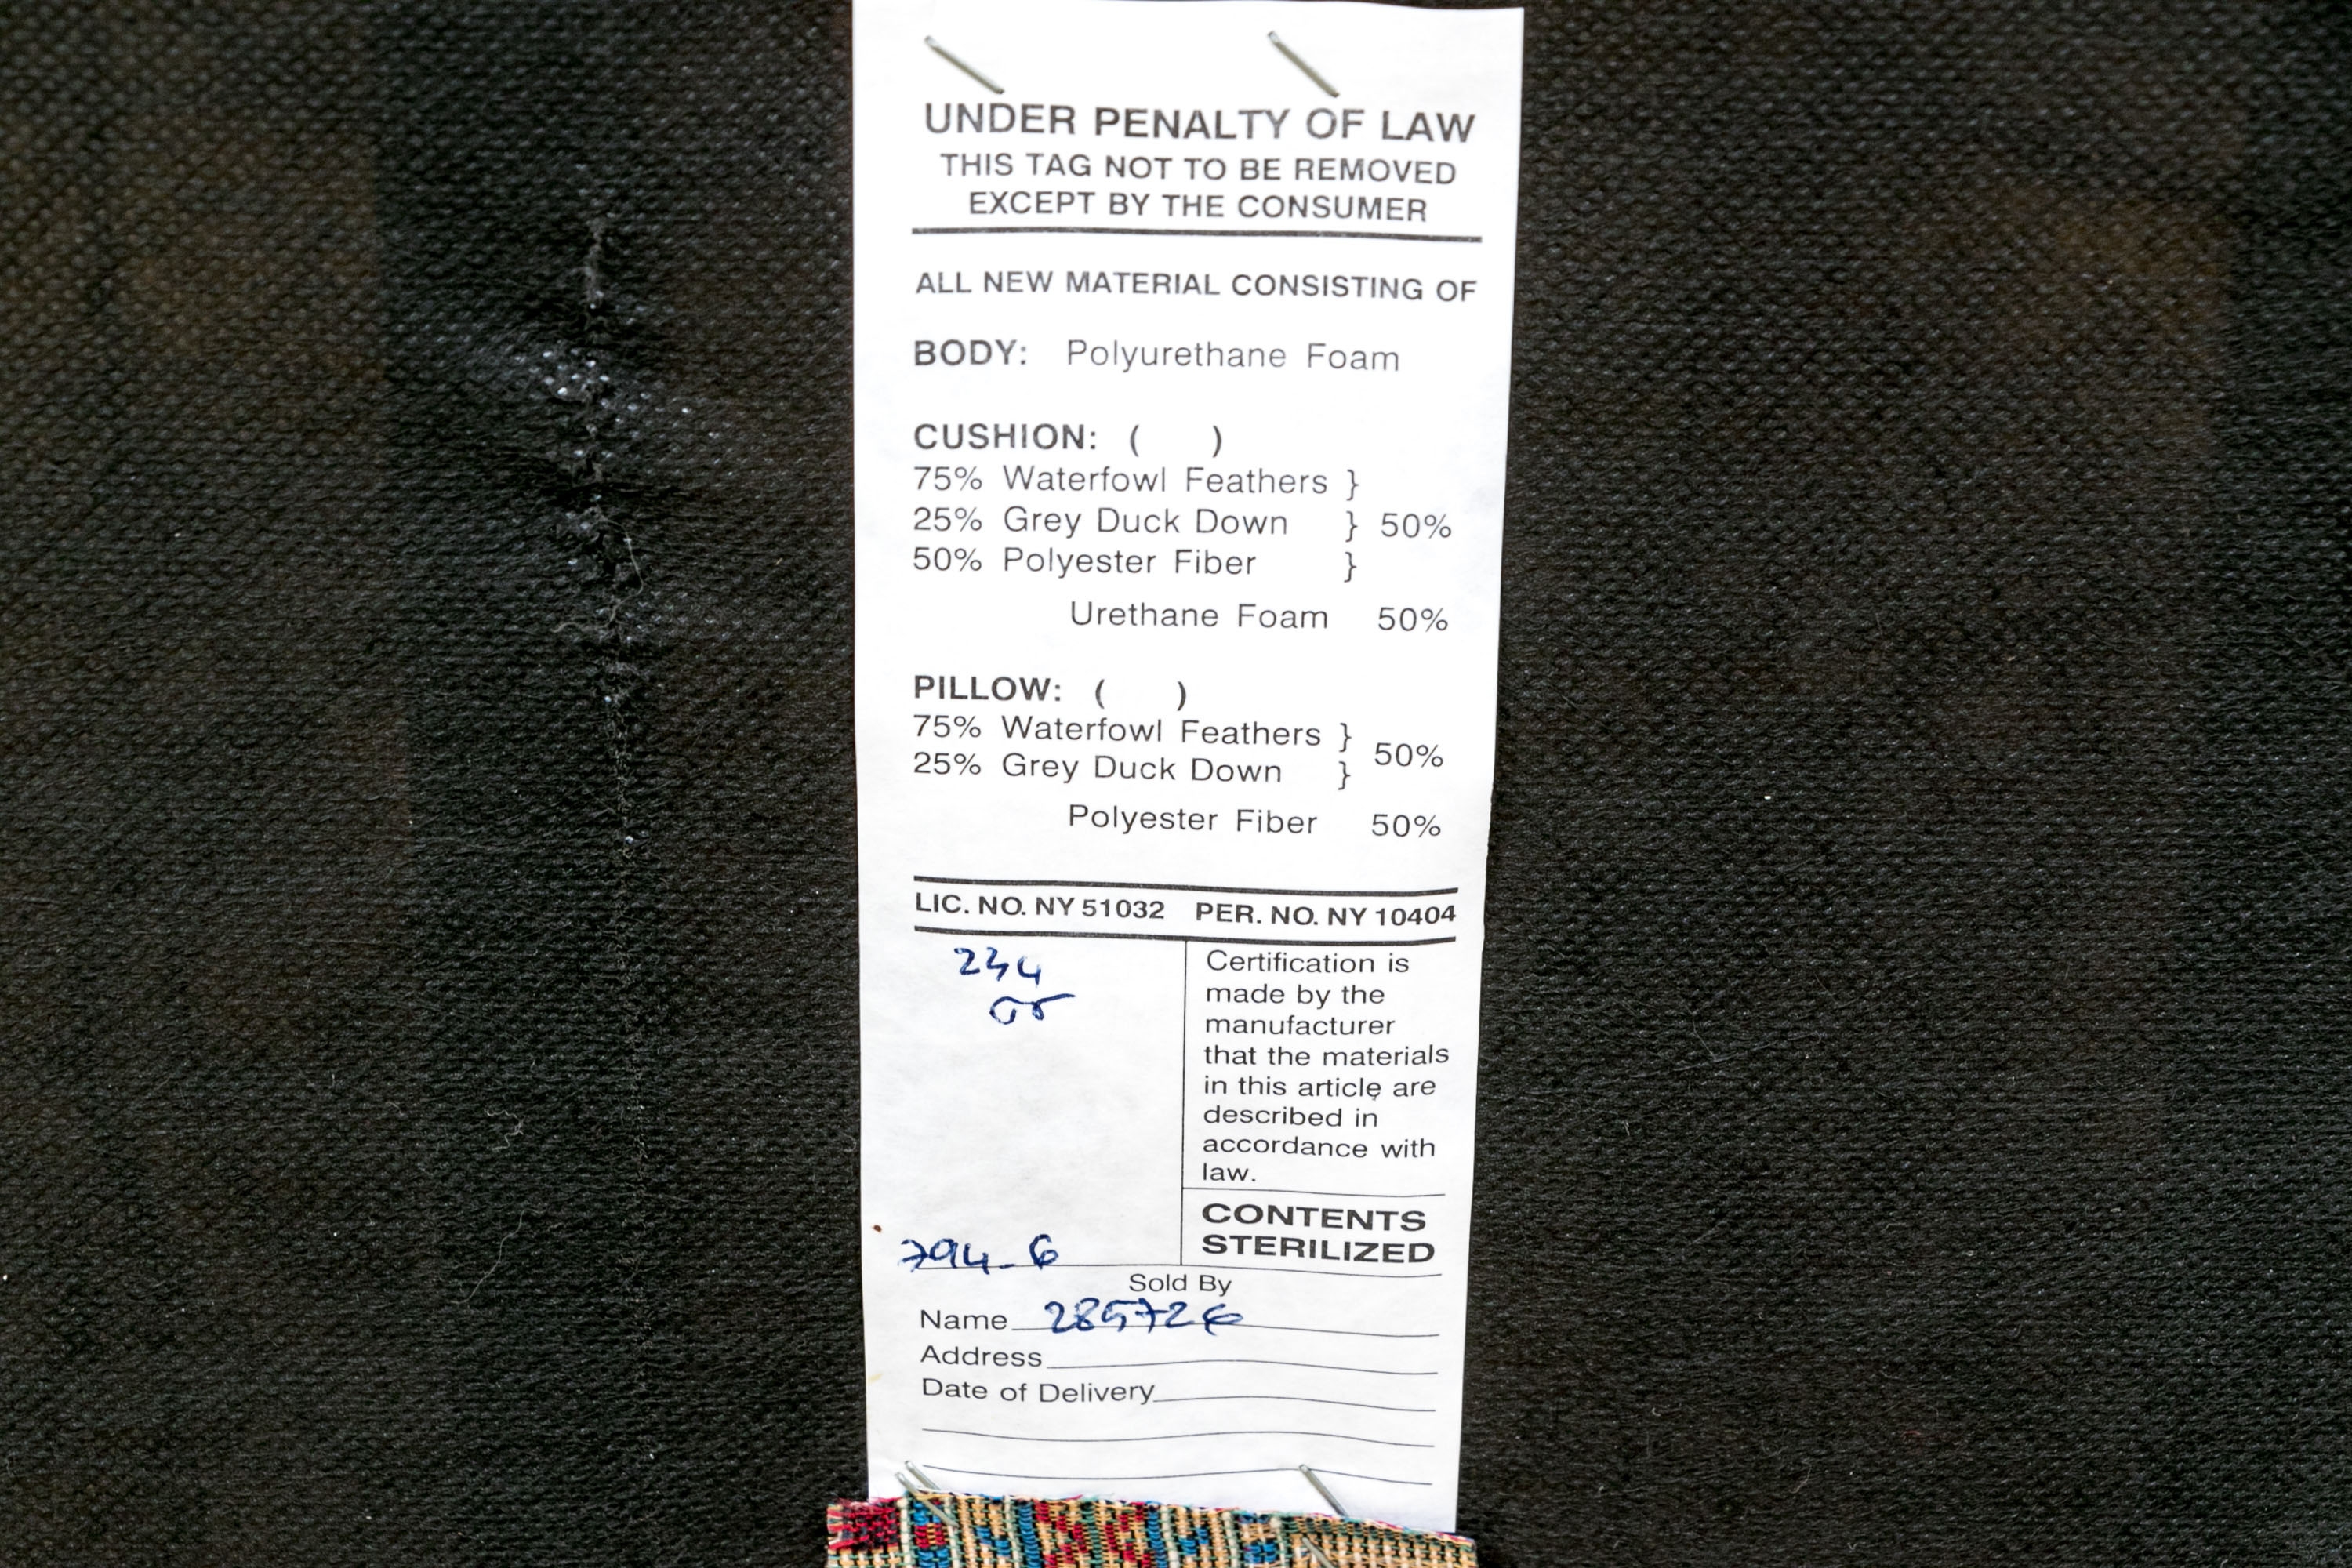 UNDER PENALTY OF LAW
THIS TAG NOT TO BE REMOVED
EXCEPT BY THE CONSUMER
ALL NEW MATERIAL CONSISTING OF
BODY: Polyurethane Foam
CUSHION: ( )
75% Waterfowl Feathers }
25% Grey Duck Down } 50%
50% Polyester Fiber }
Urethane Foam 50%
PILLOW: ( )
75% Waterfowl Feathers }
25% Grey Duck Down } 50%
Polyester Fiber 50%
LIC. NO. NY 51032 PER. NO. NY 10404
234
Certification is
made by the
manufacturer
that the materials
in this article are
described in
accordance with
law.
CONTENTS
STERILIZED
794-6
Sold By
Name 285726
Address
Date of Delivery